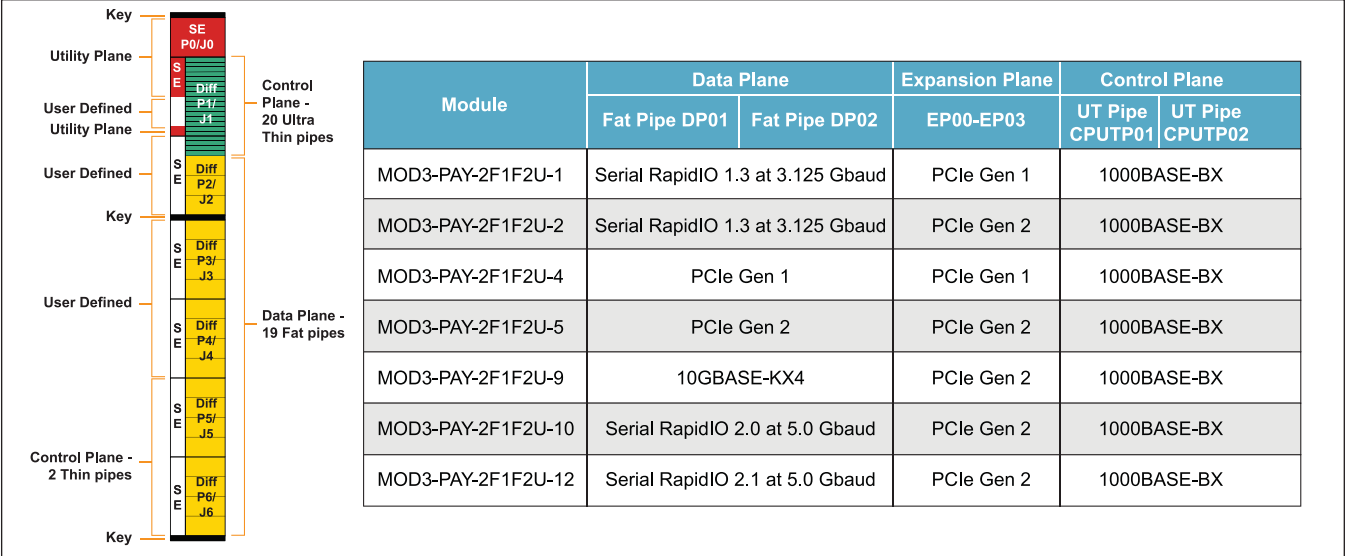 Key
Utility Plane
User Defined
Utility Plane
User Defined
Key
User Defined
Control Plane -
2 Thin pipes
Key
SE
P0/J0
S
E
Diff
P1/
J1
S
E
Diff
P2/
J2
S
E
Diff
P3/
J3
S
E
Diff
P4/
J4
S
E
Diff
P5/
J5
S
E
Diff
P6/
J6
Control
Plane -
20 Ultra
Thin pipes
Data Plane -
19 Fat pipes
Module Data Plane Expansion Plane Control Plane
Fat Pipe DP01 Fat Pipe DP02 EP00-EP03 UT Pipe CPUTP01 UT Pipe CPUTP02
MOD3-PAY-2F1F2U-1 Serial RapidIO 1.3 at 3.125 Gbaud PCIe Gen 1 1000BASE-BX
MOD3-PAY-2F1F2U-2 Serial RapidIO 1.3 at 3.125 Gbaud PCIe Gen 2 1000BASE-BX
MOD3-PAY-2F1F2U-4 PCIe Gen 1 PCIe Gen 1 1000BASE-BX
MOD3-PAY-2F1F2U-5 PCIe Gen 2 PCIe Gen 2 1000BASE-BX
MOD3-PAY-2F1F2U-9 10GBASE-KX4 PCIe Gen 2 1000BASE-BX
MOD3-PAY-2F1F2U-10 Serial RapidIO 2.0 at 5.0 Gbaud PCIe Gen 2 1000BASE-BX
MOD3-PAY-2F1F2U-12 Serial RapidIO 2.1 at 5.0 Gbaud PCIe Gen 2 1000BASE-BX